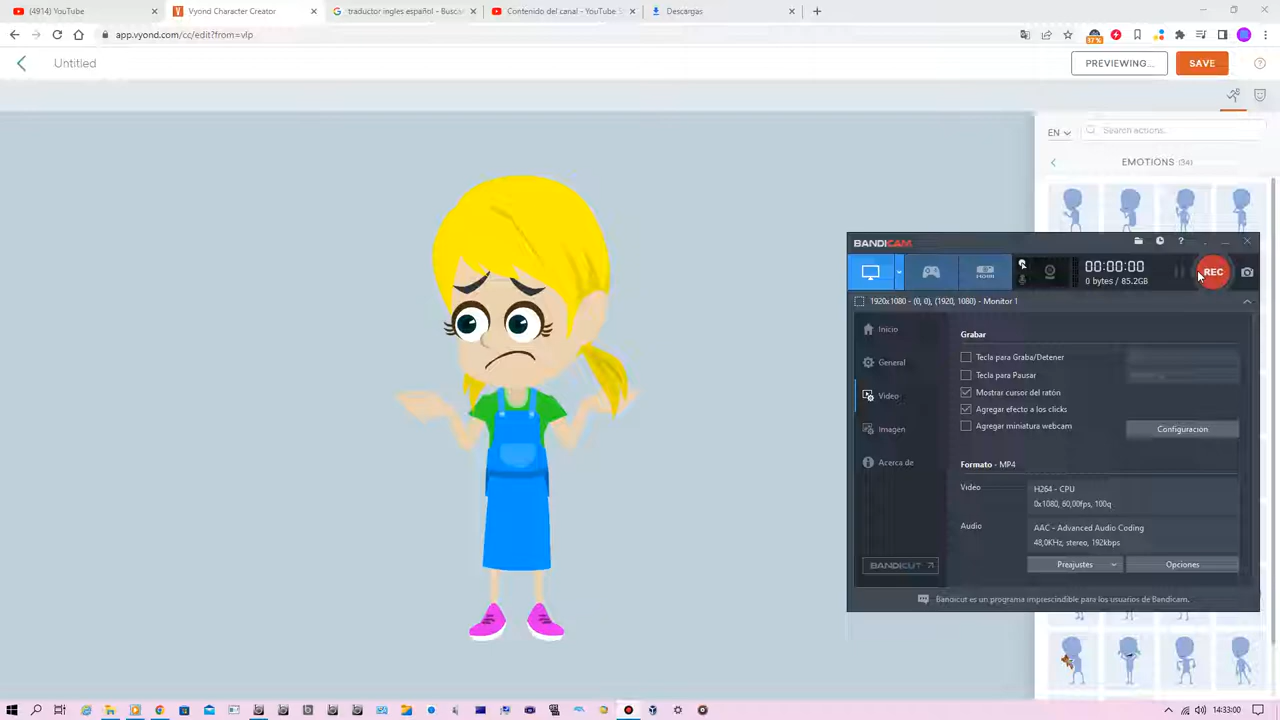 (4914) YouTube
Vyond Character Creator
traductor ingles español - Busca
Contenido del canal - YouTube S
Descargas
app.vyond.com/cc/edit?from=vlp
Untitled
PREVIEWING...
SAVE
EN
Search actions...
EMOTIONS (34)
BANDICAM
HDMI
00:00:00
0 bytes / 85.2GB
REC
1920x1080 - (0, 0), (1920, 1080) - Monitor 1
Inicio
General
Video
Imagen
Acerca de
BANDICUT
Grabar
Tecla para Graba/Detener
Tecla para Pausar
Mostrar cursor del ratón
Agregar efecto a los clicks
Agregar miniatura webcam
Configuración
Formato - MP4
Video
H264 - CPU
0x1080, 60,00fps, 100q
Audio
AAC - Advanced Audio Coding
48,0KHz, stereo, 192kbps
Preajustes
Opciones
Bandicut es un programa imprescindible para los usuarios de Bandicam.
14:33:00